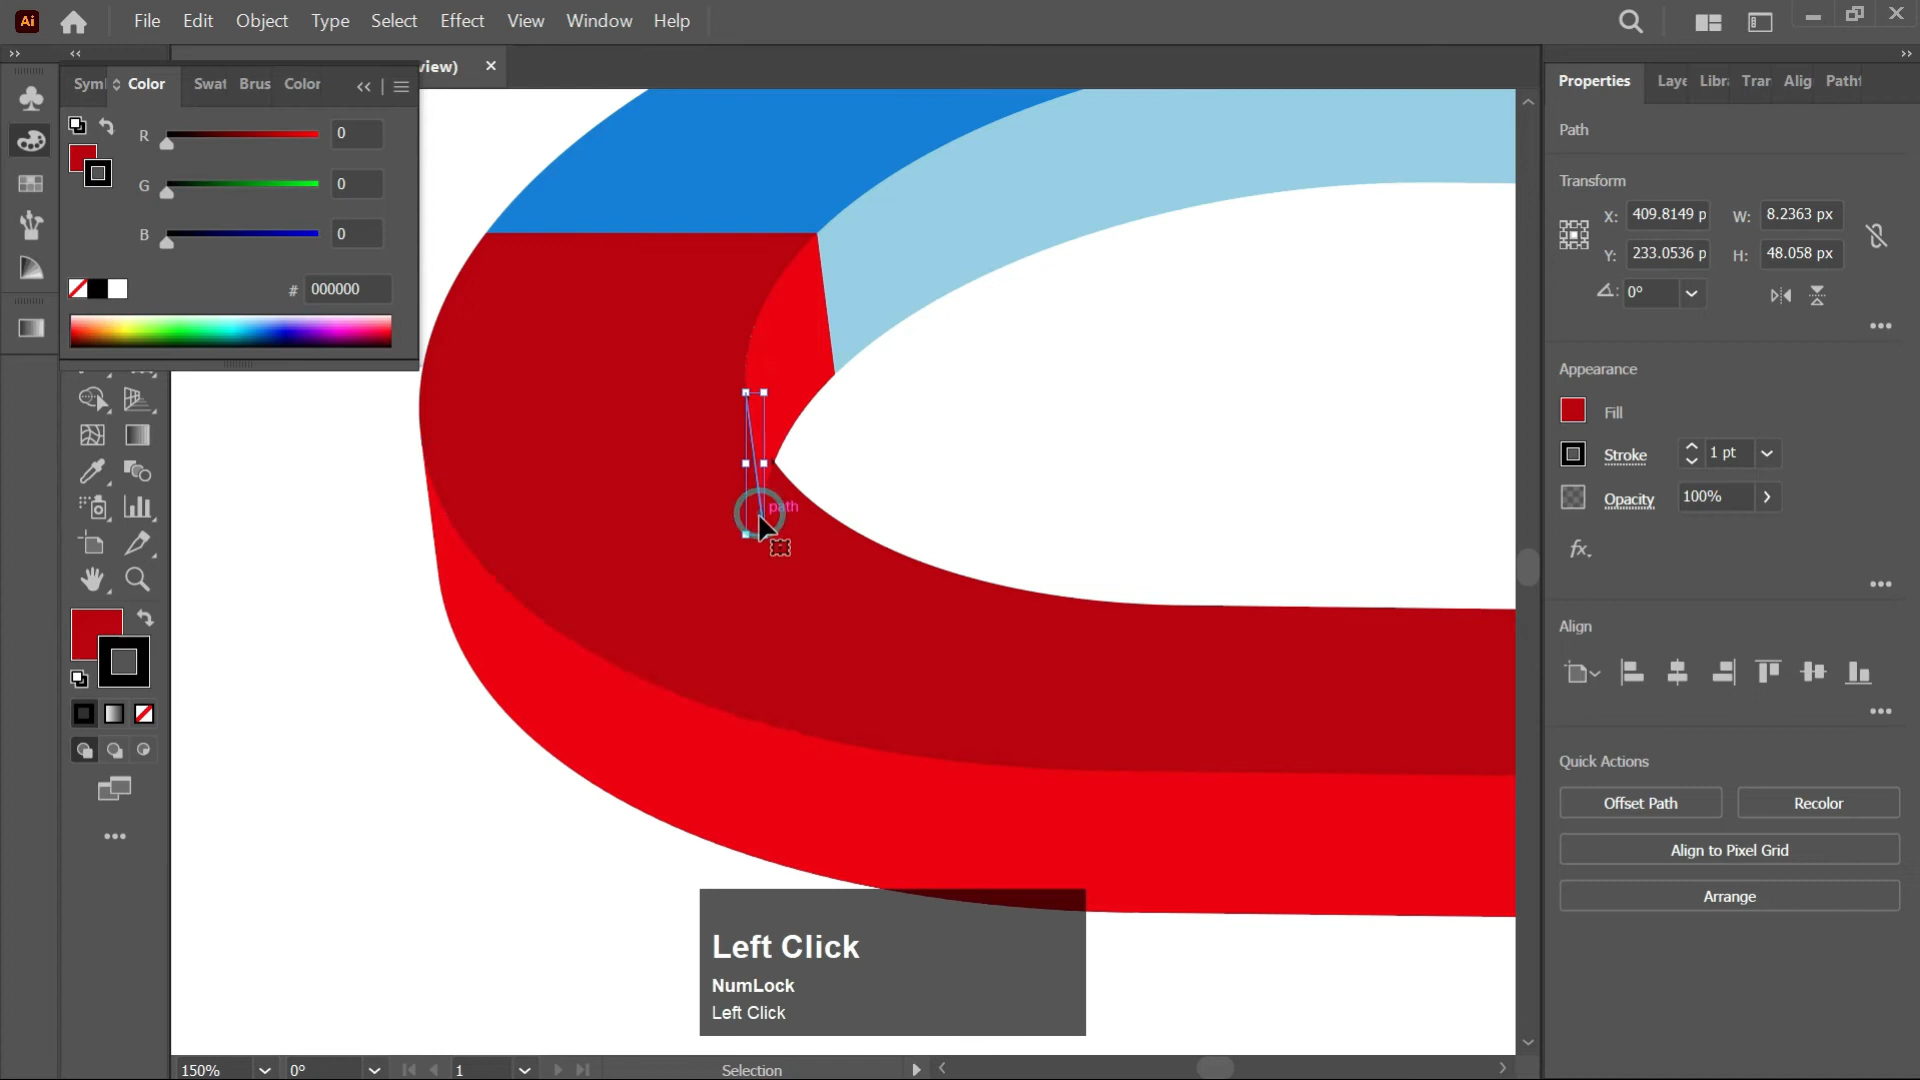 Ai
File Edit Object Type Select Effect View Window Help
view)
Color Swat Brus Color
R 0
G 0
B 0
# 000000
path
Left Click
NumLock
Left Click
150% 0° 1 Selection
Properties Laye Libra Trar Alig Path
Path
Transform
X: 409.8149 p W: 8.2363 px
Y: 233.0536 p H: 48.058 px
0°
Appearance
Fill
Stroke 1 pt
Opacity 100%
fx.
Align
Quick Actions
Offset Path Recolor
Align to Pixel Grid
Arrange